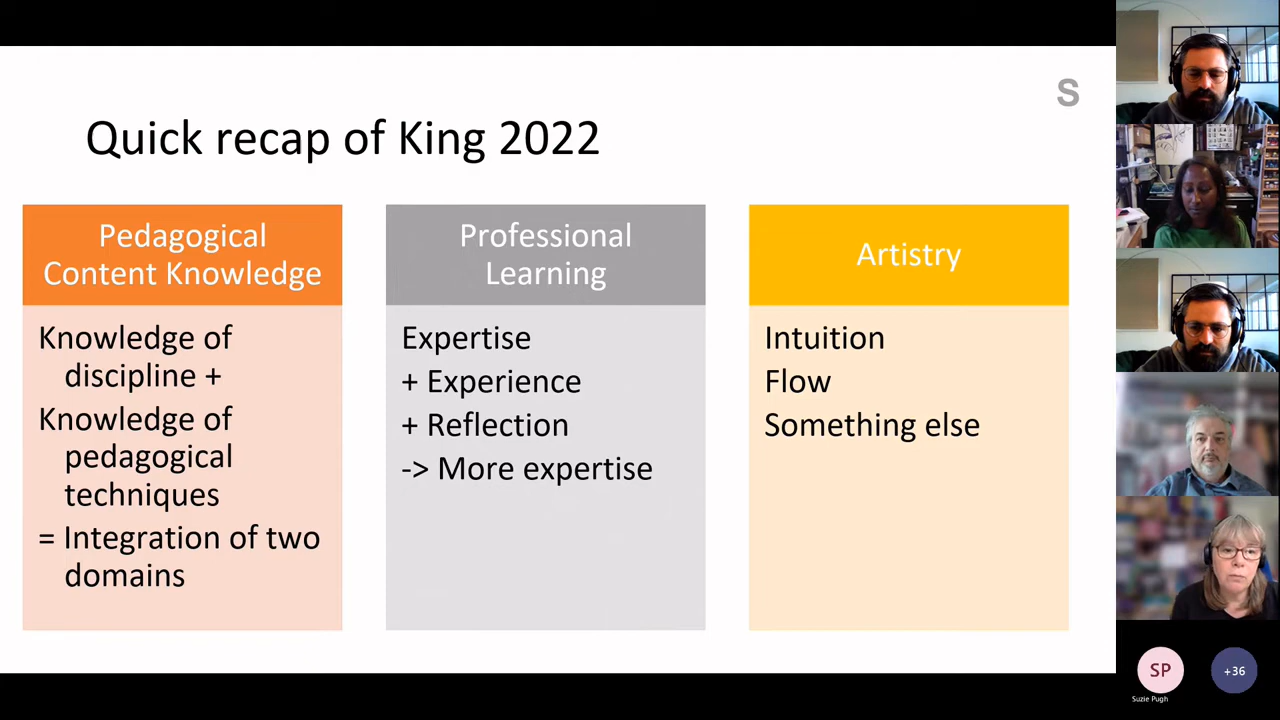 S
Quick recap of King 2022
Pedagogical
Content Knowledge
Knowledge of
discipline +
Knowledge of
pedagogical
techniques
= Integration of two
domains
Professional
Learning
Expertise
+ Experience
+ Reflection
-> More expertise
Artistry
Intuition
Flow
Something else
SP
+36
Suzie Pugh